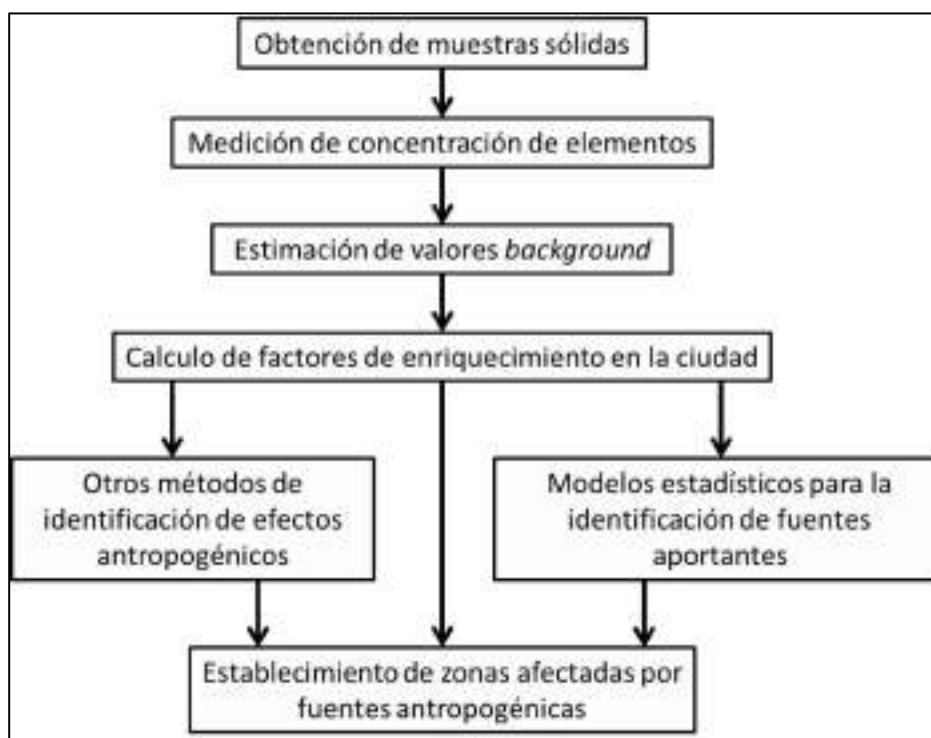 Obtención de muestras sólidas
Medición de concentración de elementos
Estimación de valores background
Calculo de factores de enriquecimiento en la ciudad
Otros métodos de
identificación de efectos
antropogénicos
Modelos estadísticos para la
identificación de fuentes
aportantes
Establecimiento de zonas afectadas por
fuentes antropogénicas